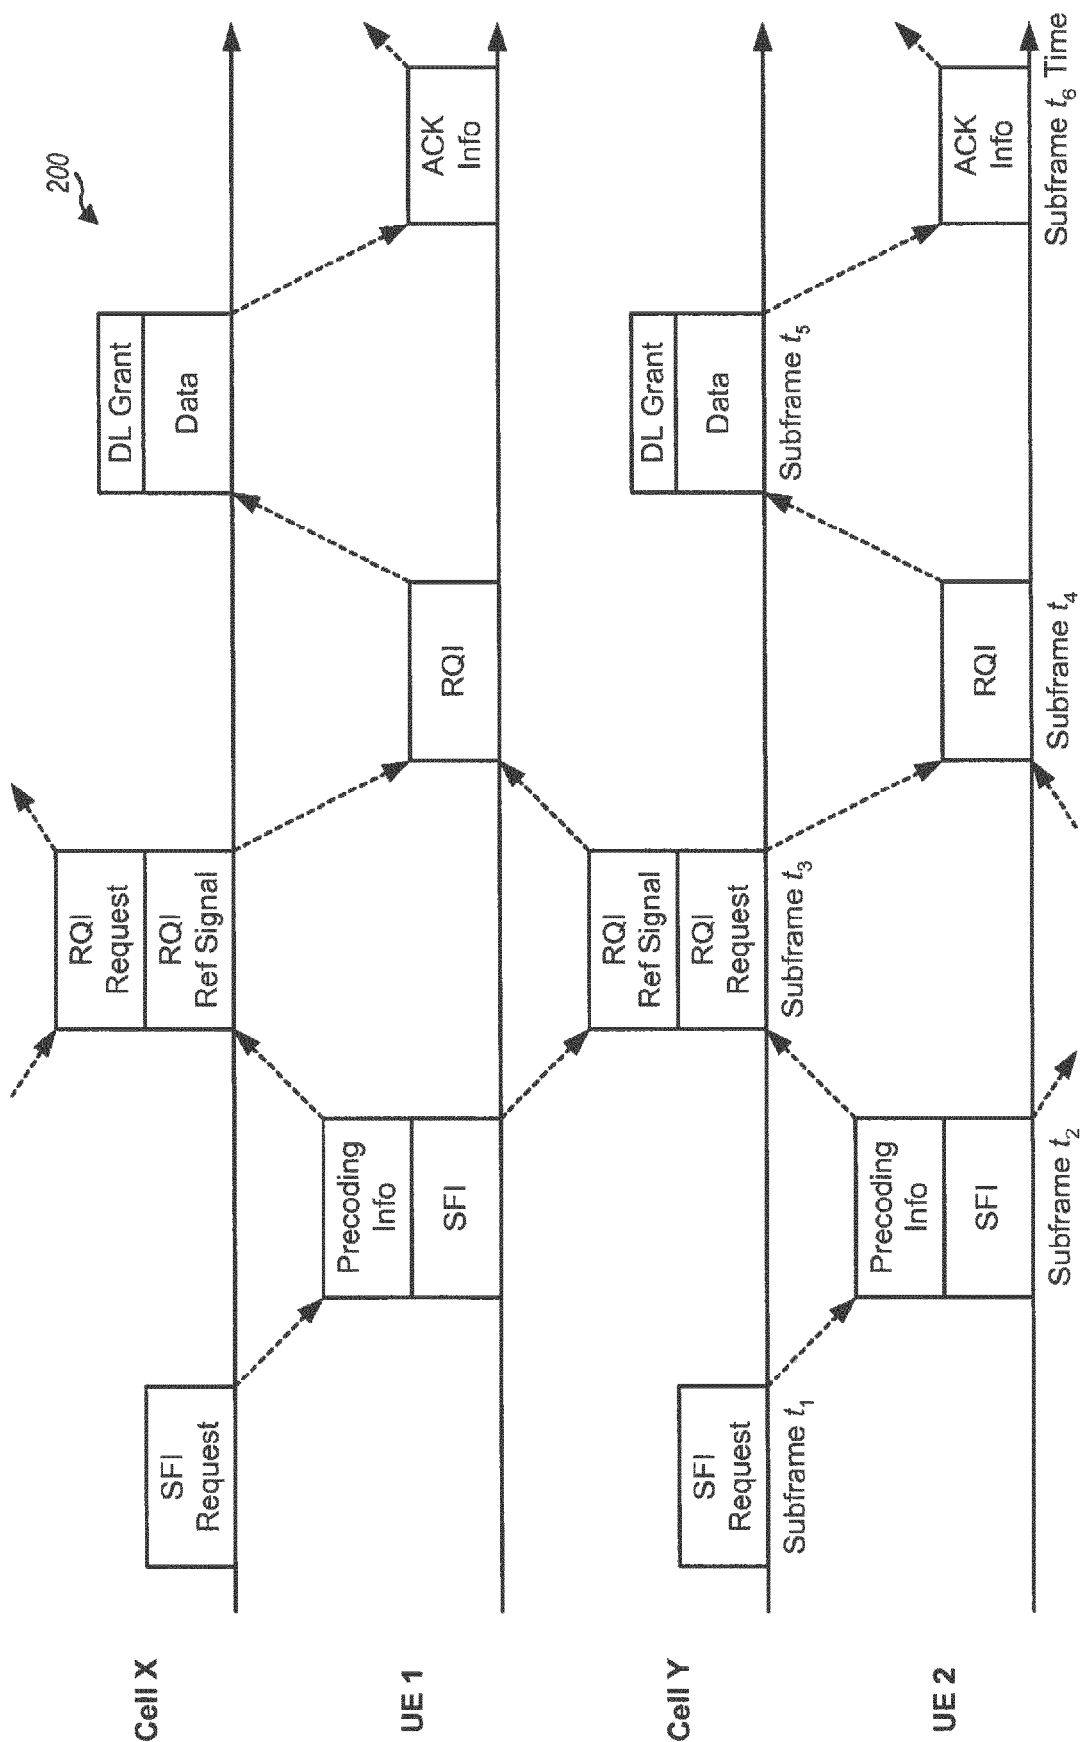 200
Cell X
SFI
Request
RQI
Request
RQI
Ref Signal
DL Grant
Data
UE 1
Precoding
Info
SFI
RQI
ACK
Info
Cell Y
SFI
Request
RQI
Ref Signal
RQI
Request
DL Grant
Data
Subframe t1
Subframe t3
Subframe t5
UE 2
Precoding
Info
SFI
RQI
ACK
Info
Subframe t2
Subframe t4
Subframe t6
Time